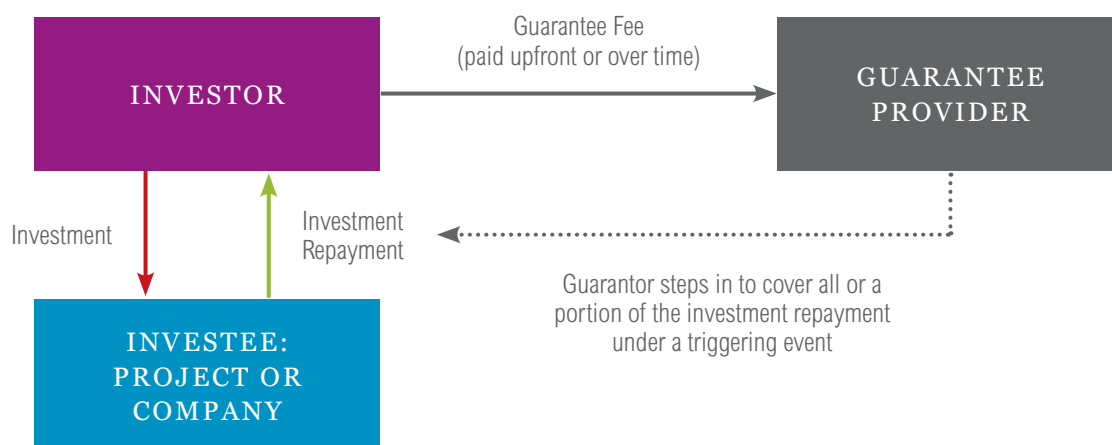 Guarantee Fee
(paid upfront or over time)
INVESTOR
GUARANTEE
PROVIDER
Investment
Investment
Repayment
Guarantor steps in to cover all or a
portion of the investment repayment
under a triggering event
INVESTEE:
PROJECT OR
COMPANY